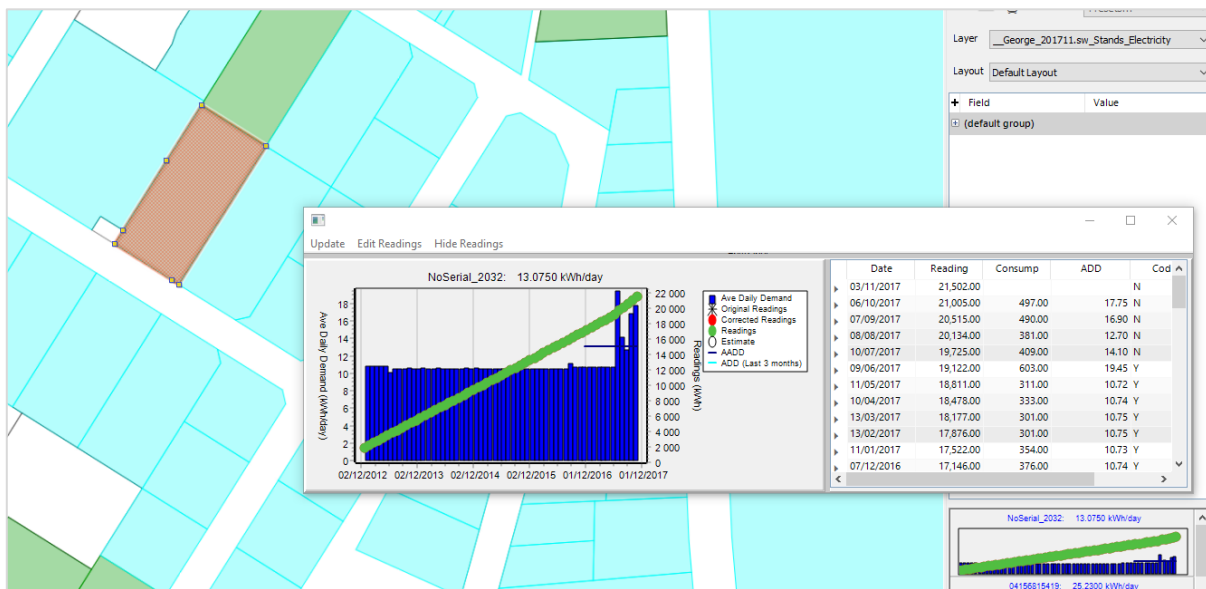 Layer __George_201711.sw_Stands_Electricity
Layout Default Layout
+ Field Value
(default group)
Update Edit Readings Hide Readings
NoSerial_2032: 13.0750 kWh/day
Ave Daily Demand (kWh/day)
18
16
14
12
10
8
6
4
2
0
22 000
20 000
18 000
16 000
14 000
12 000
10 000
8 000
6 000
4 000
2 000
0
Readings (kWh)
02/12/2012 02/12/2013 02/12/2014 02/12/2015 01/12/2016 01/12/2017
Ave Daily Demand
Original Readings
Corrected Readings
Readings
Estimate
AADD
ADD (Last 3 months)
Date Reading Consump ADD Cod
03/11/2017 21,502.00 N
06/10/2017 21,005.00 497.00 17.75 N
07/09/2017 20,515.00 490.00 16.90 N
08/08/2017 20,134.00 381.00 12.70 N
10/07/2017 19,725.00 409.00 14.10 N
09/06/2017 19,122.00 603.00 19.45 Y
11/05/2017 18,811.00 311.00 10.72 Y
10/04/2017 18,478.00 333.00 10.74 Y
13/03/2017 18,177.00 301.00 10.75 Y
13/02/2017 17,876.00 301.00 10.75 Y
11/01/2017 17,522.00 354.00 10.73 Y
07/12/2016 17,146.00 376.00 10.74 Y
NoSerial_2032: 13.0750 kWh/day
04156815419: 25.2300 kWh/day